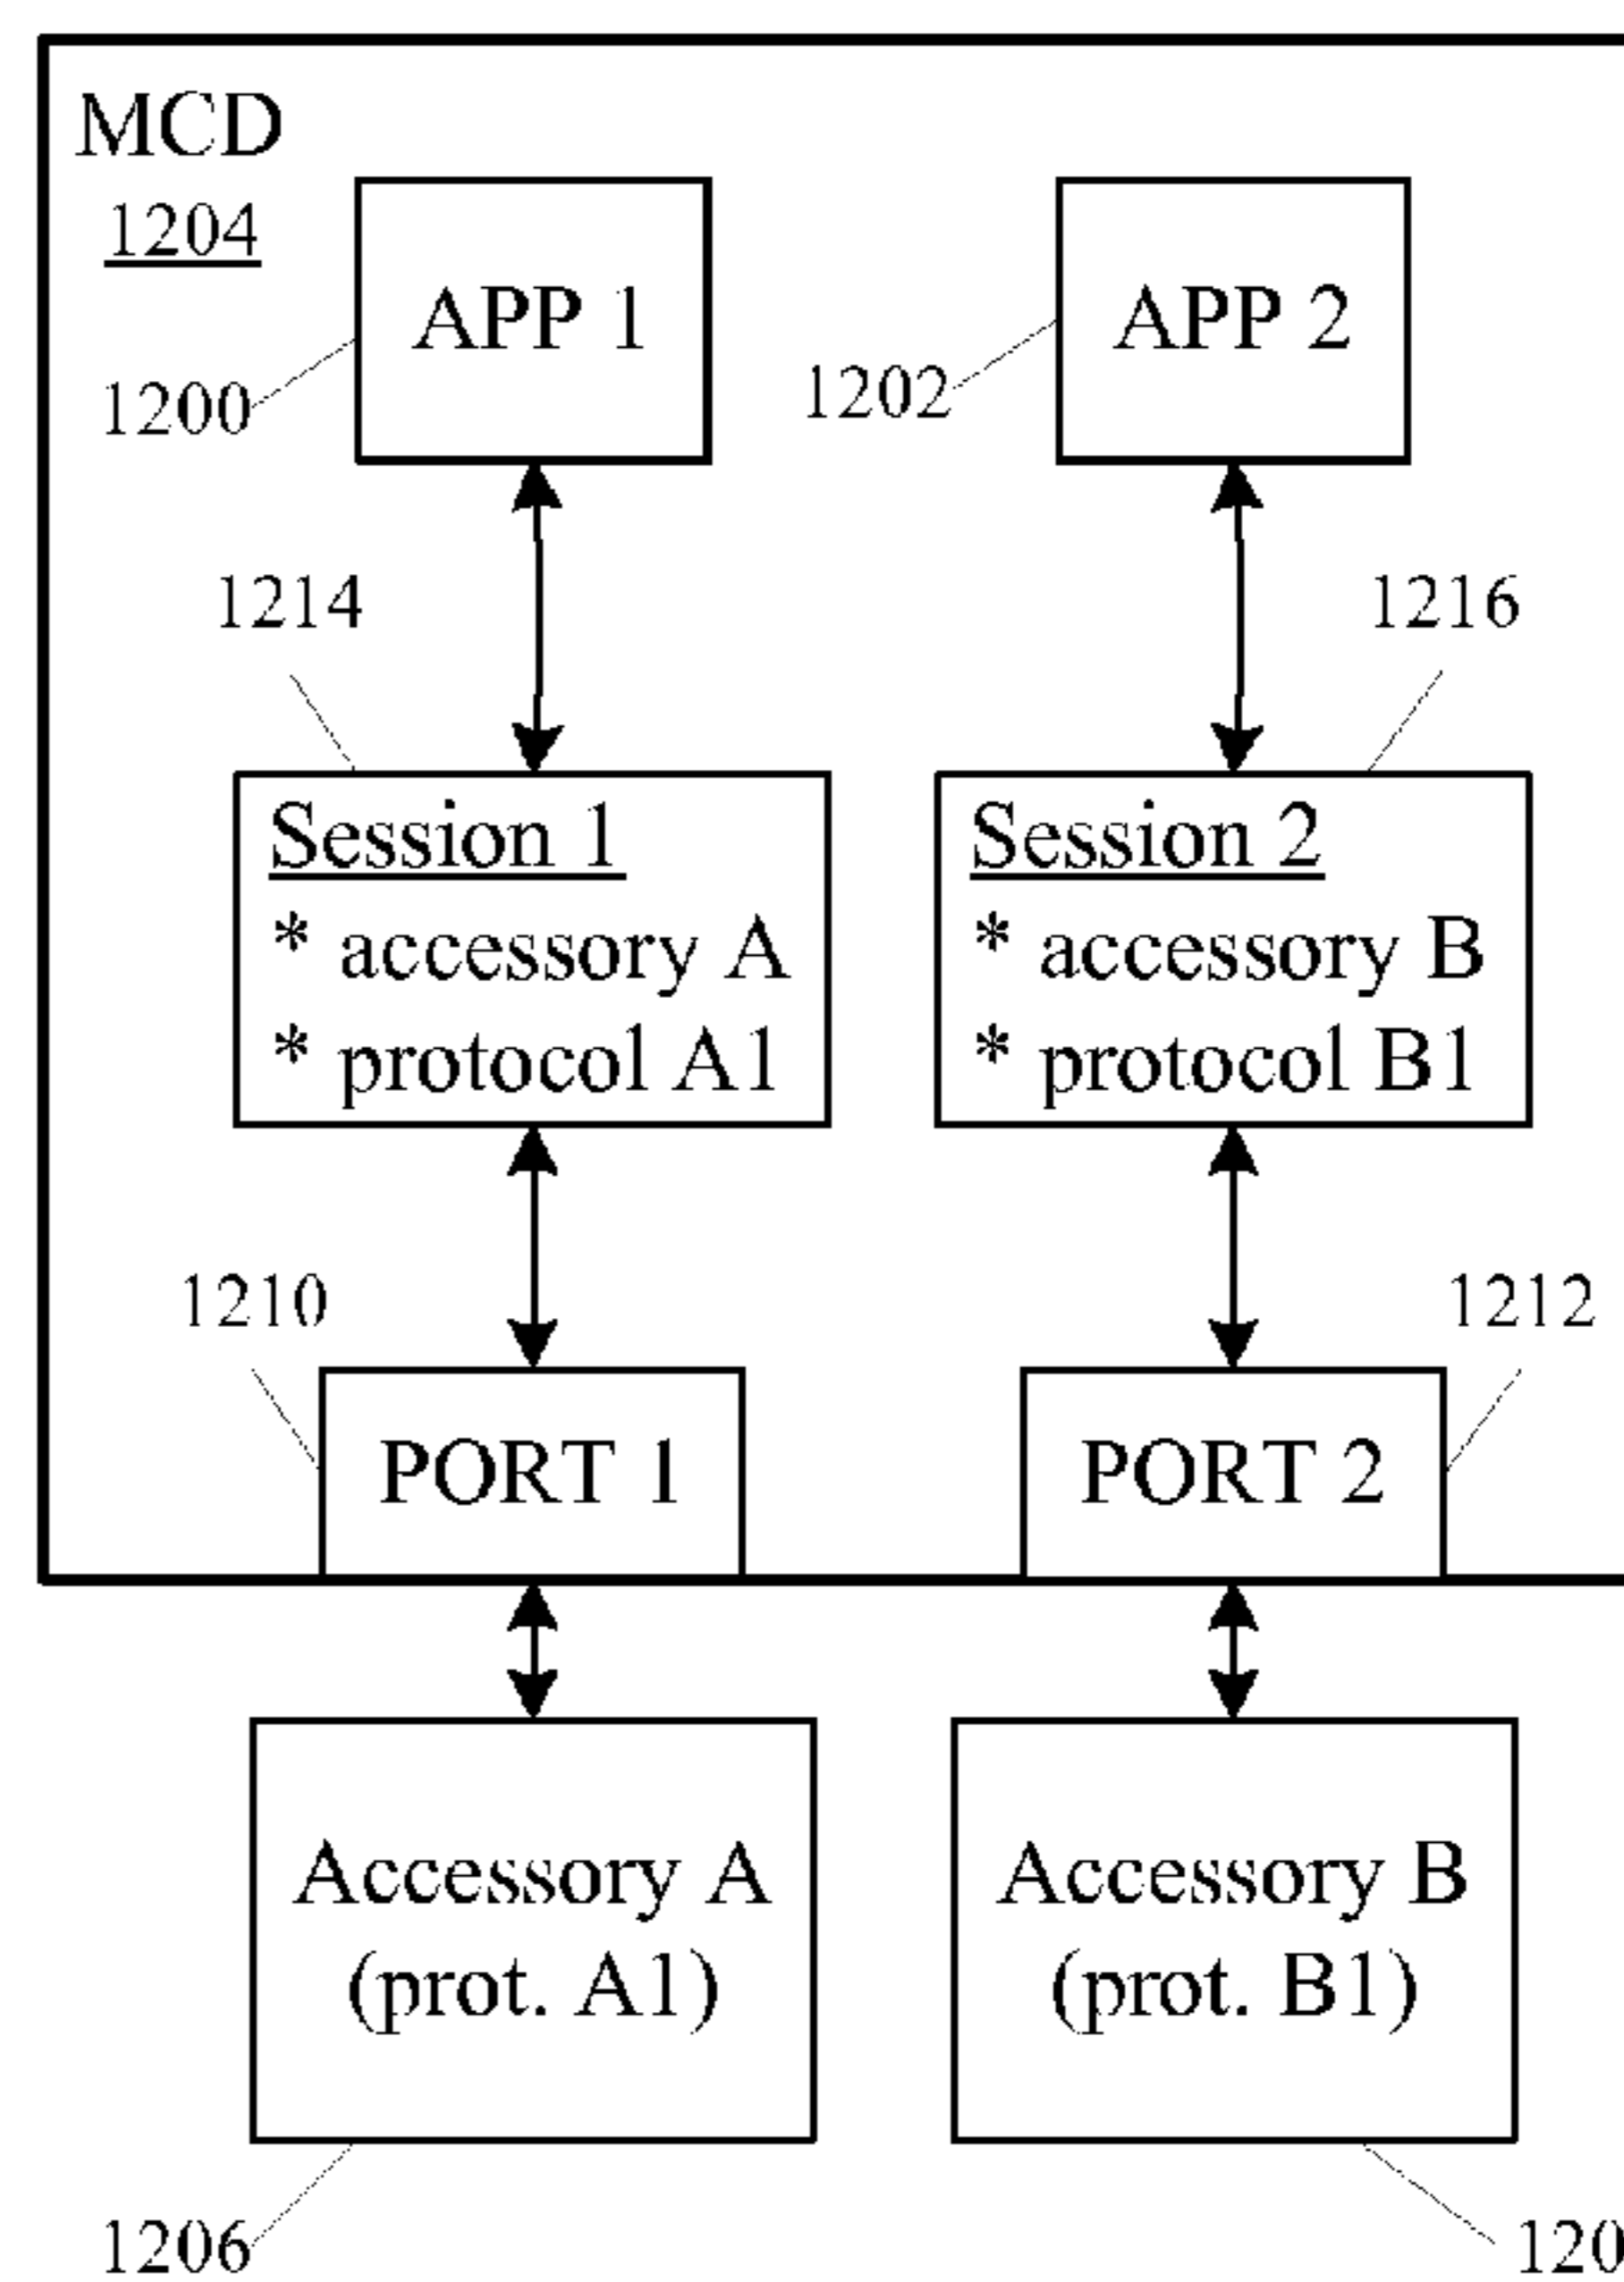 MCD
1204
APP 1
APP 2
1200
1202
1214
1216
Session 1
* accessory A
* protocol A1
Session 2
* accessory B
* protocol B1
1210
1212
PORT 1
PORT 2
Accessory A
(prot. A1)
Accessory B
(prot. B1)
1206